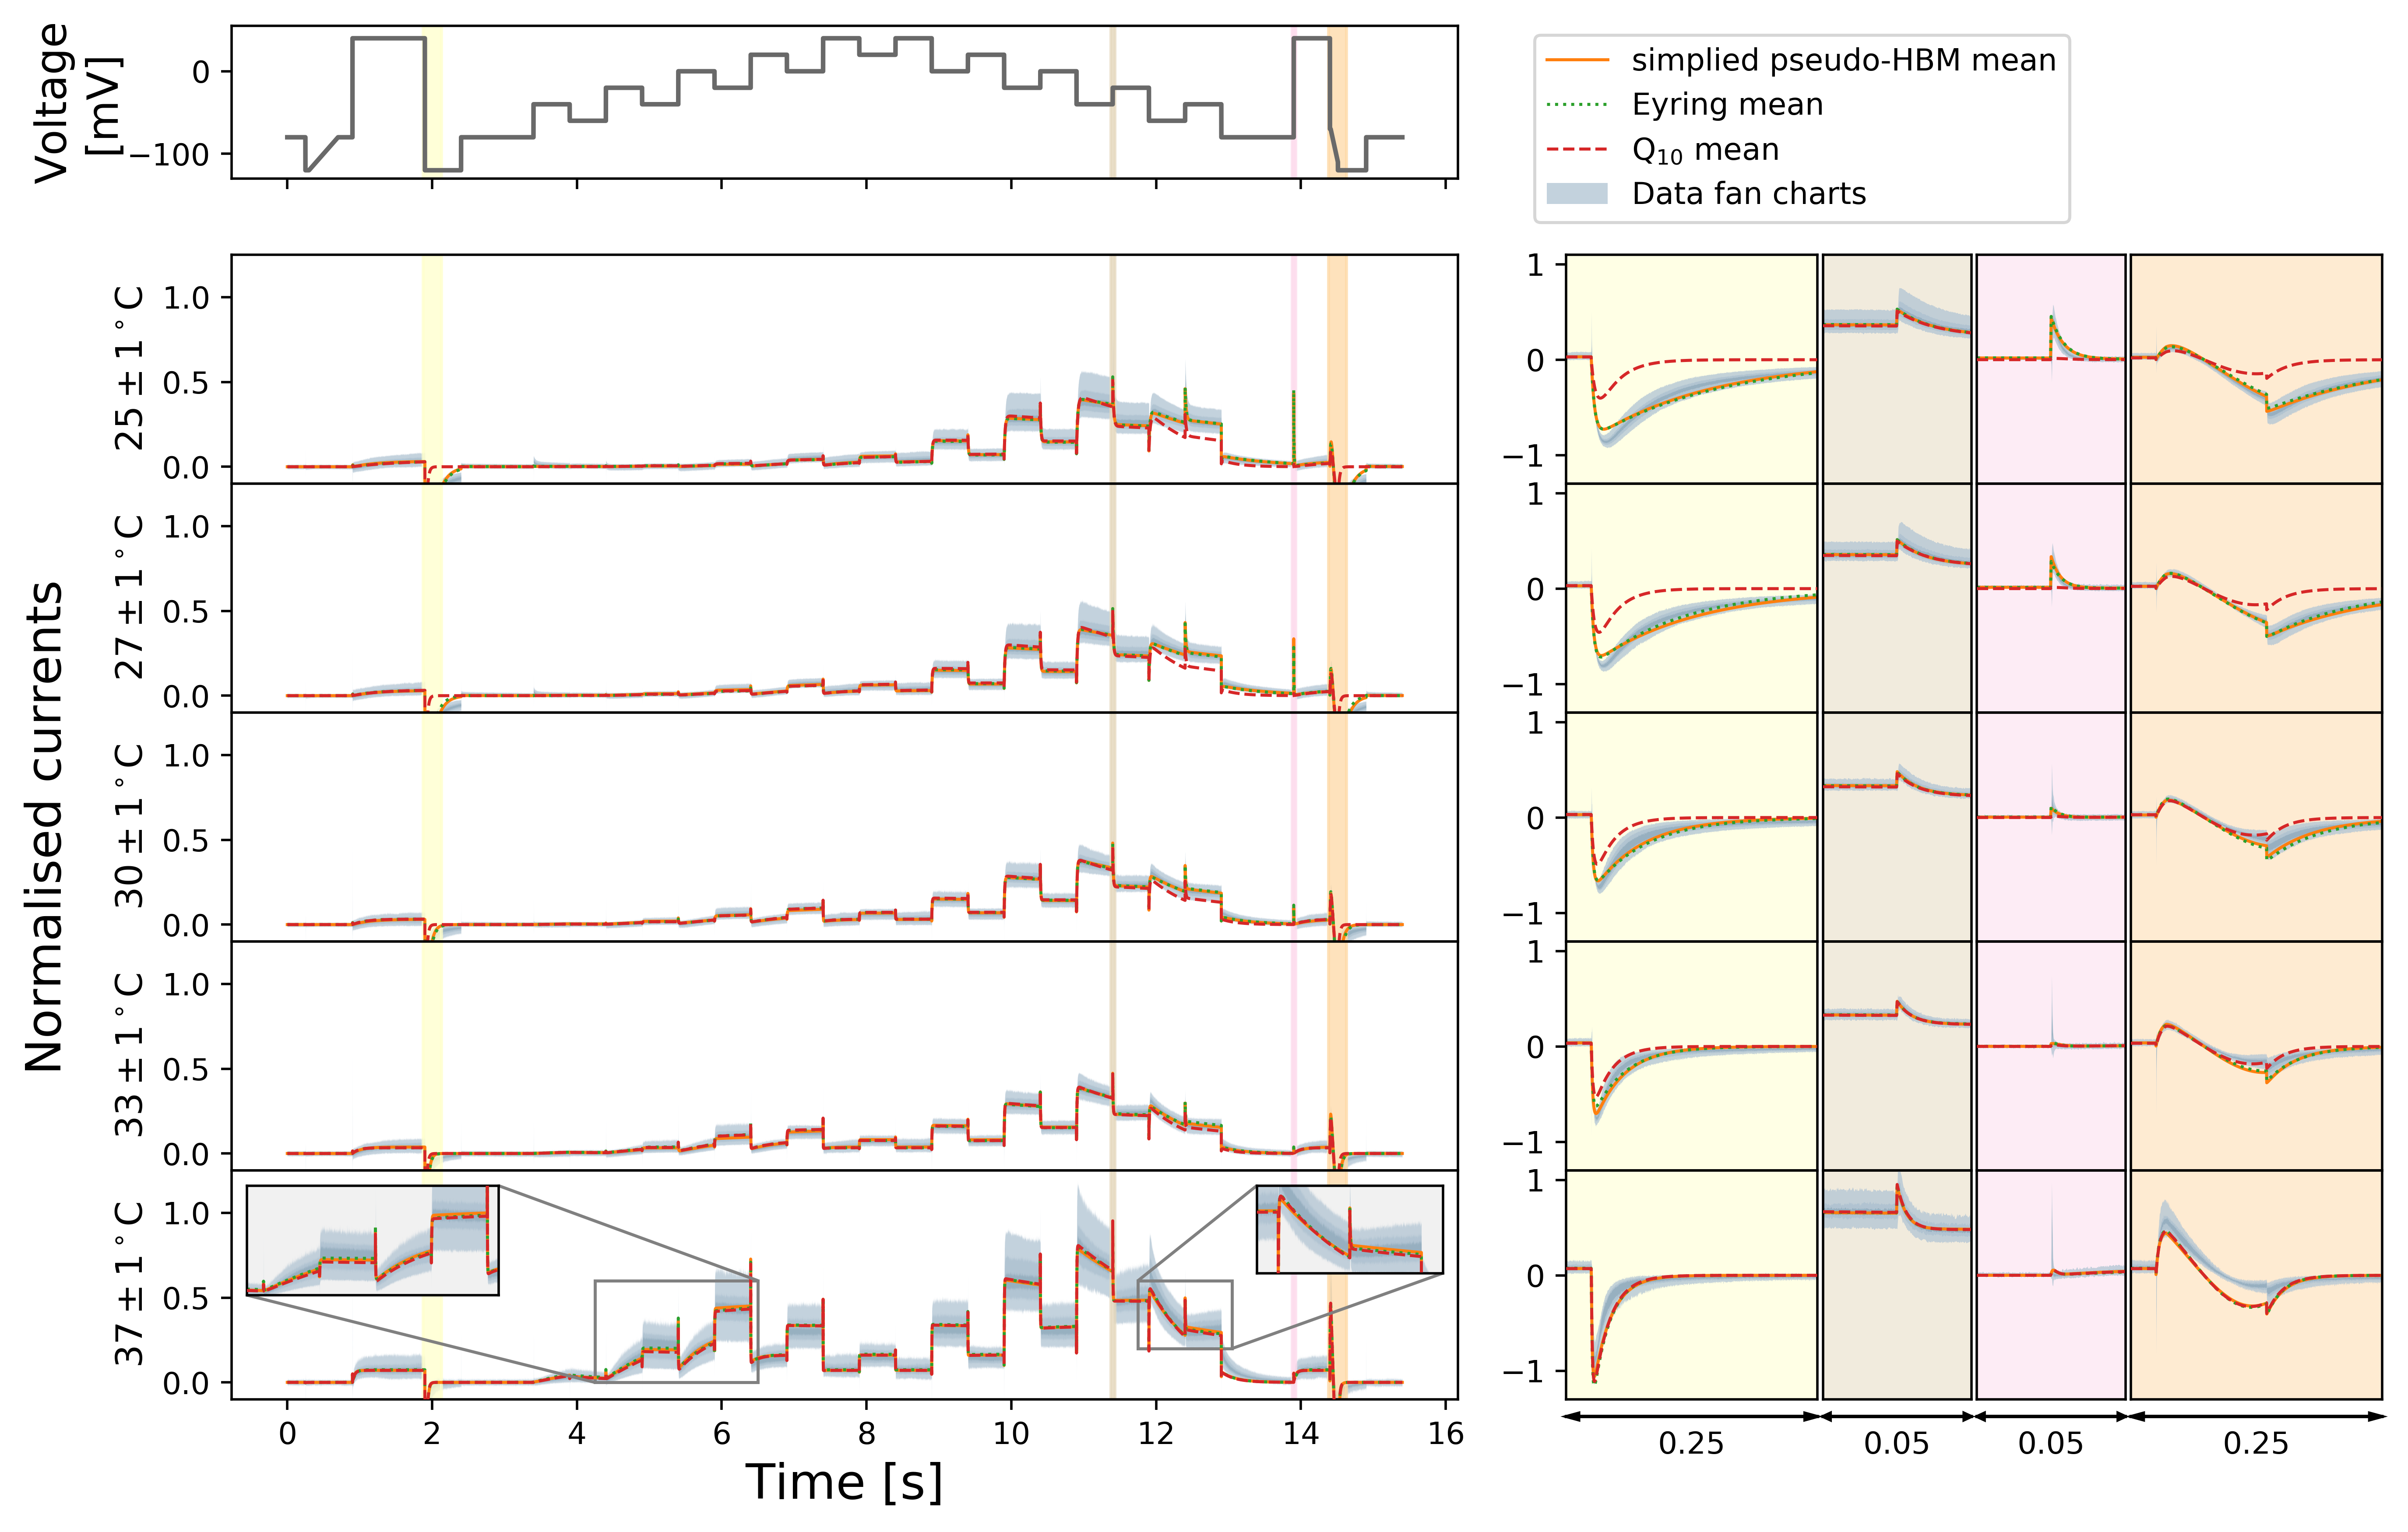 Voltage
[mV]
0
−100
simplied pseudo-HBM mean
Eyring mean
Q₁₀ mean
Data fan charts
Normalised currents
25 ± 1 °C
1.0
0.5
0.0
1
0
−1
27 ± 1 °C
1.0
0.5
0.0
1
0
−1
30 ± 1 °C
1.0
0.5
0.0
1
0
−1
33 ± 1 °C
1.0
0.5
0.0
1
0
−1
37 ± 1 °C
1.0
0.5
0.0
1
0
−1
0 2 4 6 8 10 12 14 16
Time [s]
0.25 0.05 0.05 0.25